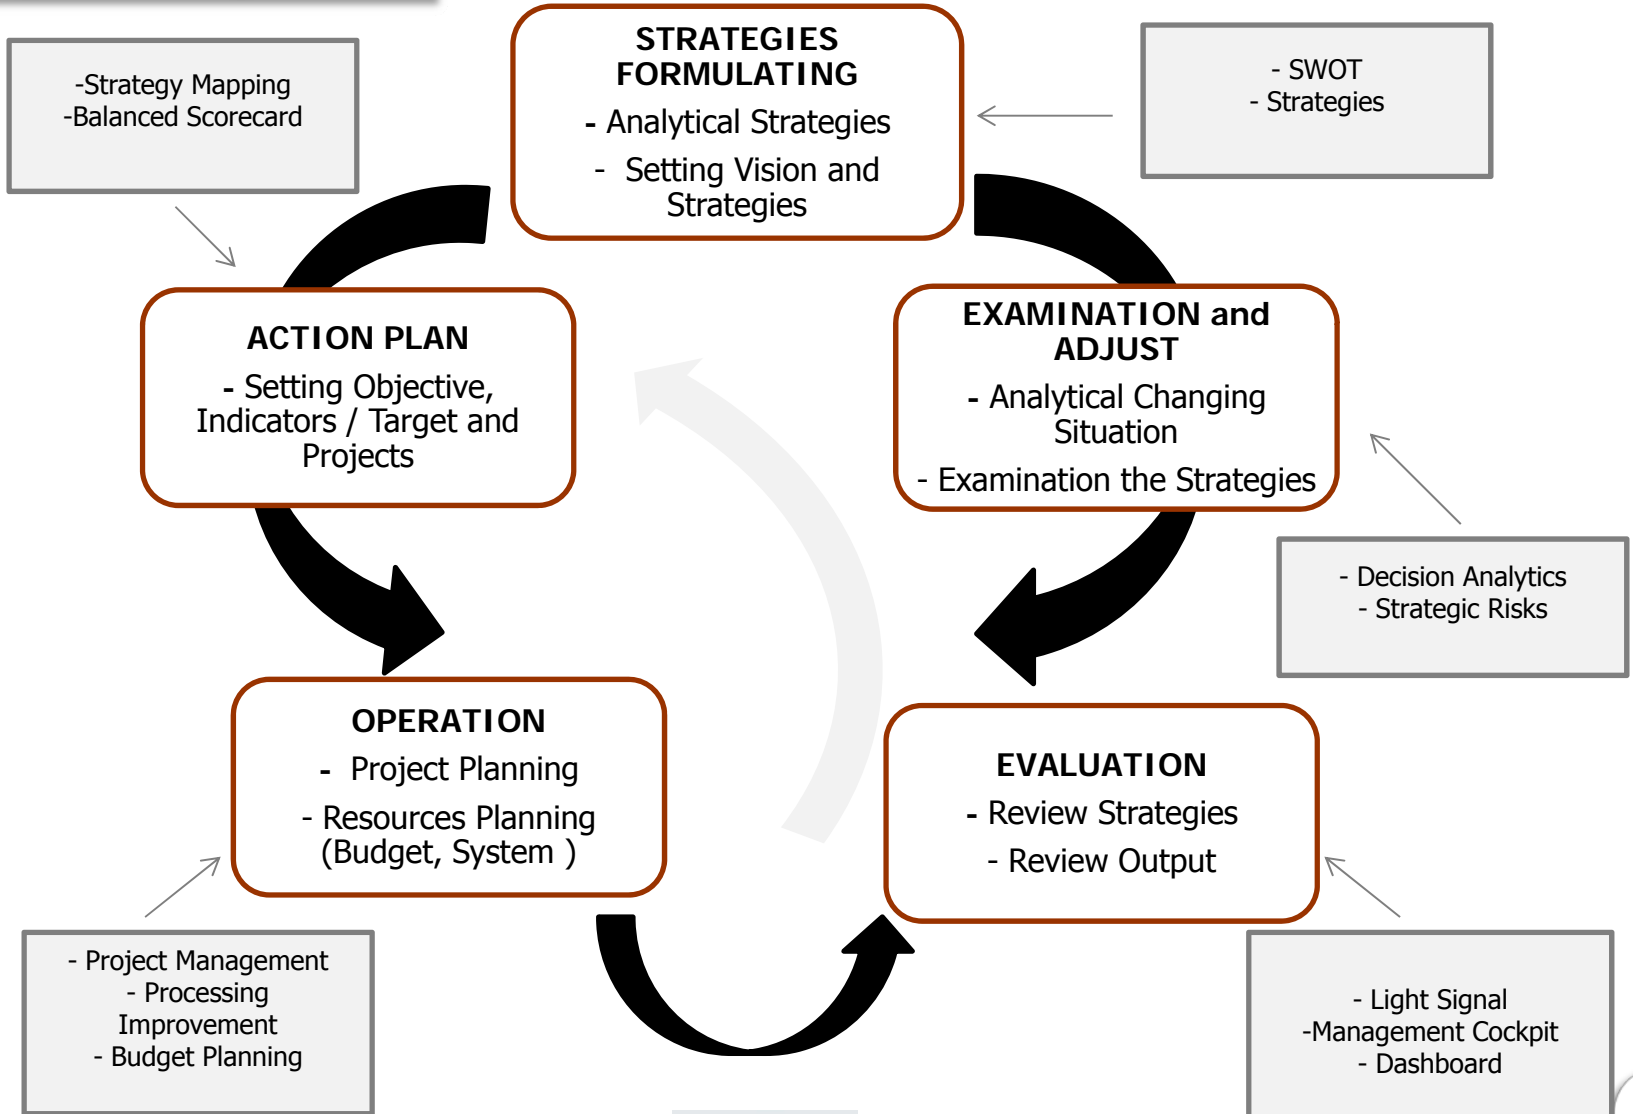 STRATEGIES
FORMULATING
- Analytical Strategies
- Setting Vision and
Strategies
-Strategy Mapping
-Balanced Scorecard
- SWOT
- Strategies
ACTION PLAN
- Setting Objective,
Indicators / Target and
Projects
EXAMINATION and
ADJUST
- Analytical Changing
Situation
- Examination the Strategies
- Decision Analytics
- Strategic Risks
OPERATION
- Project Planning
- Resources Planning
(Budget, System )
EVALUATION
- Review Strategies
- Review Output
- Project Management
- Processing
Improvement
- Budget Planning
- Light Signal
-Management Cockpit
- Dashboard